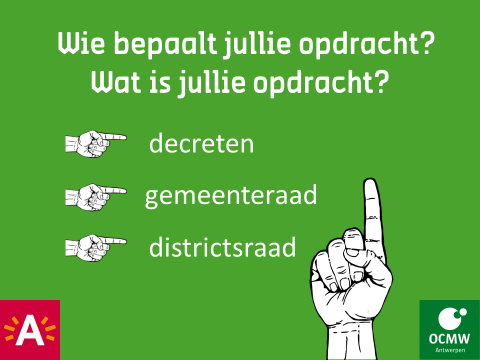 Wie bepaalt jullie opdracht?
Wat is jullie opdracht?
decreten
gemeenteraad
districtsraad
A
OCMW
Antwerpen